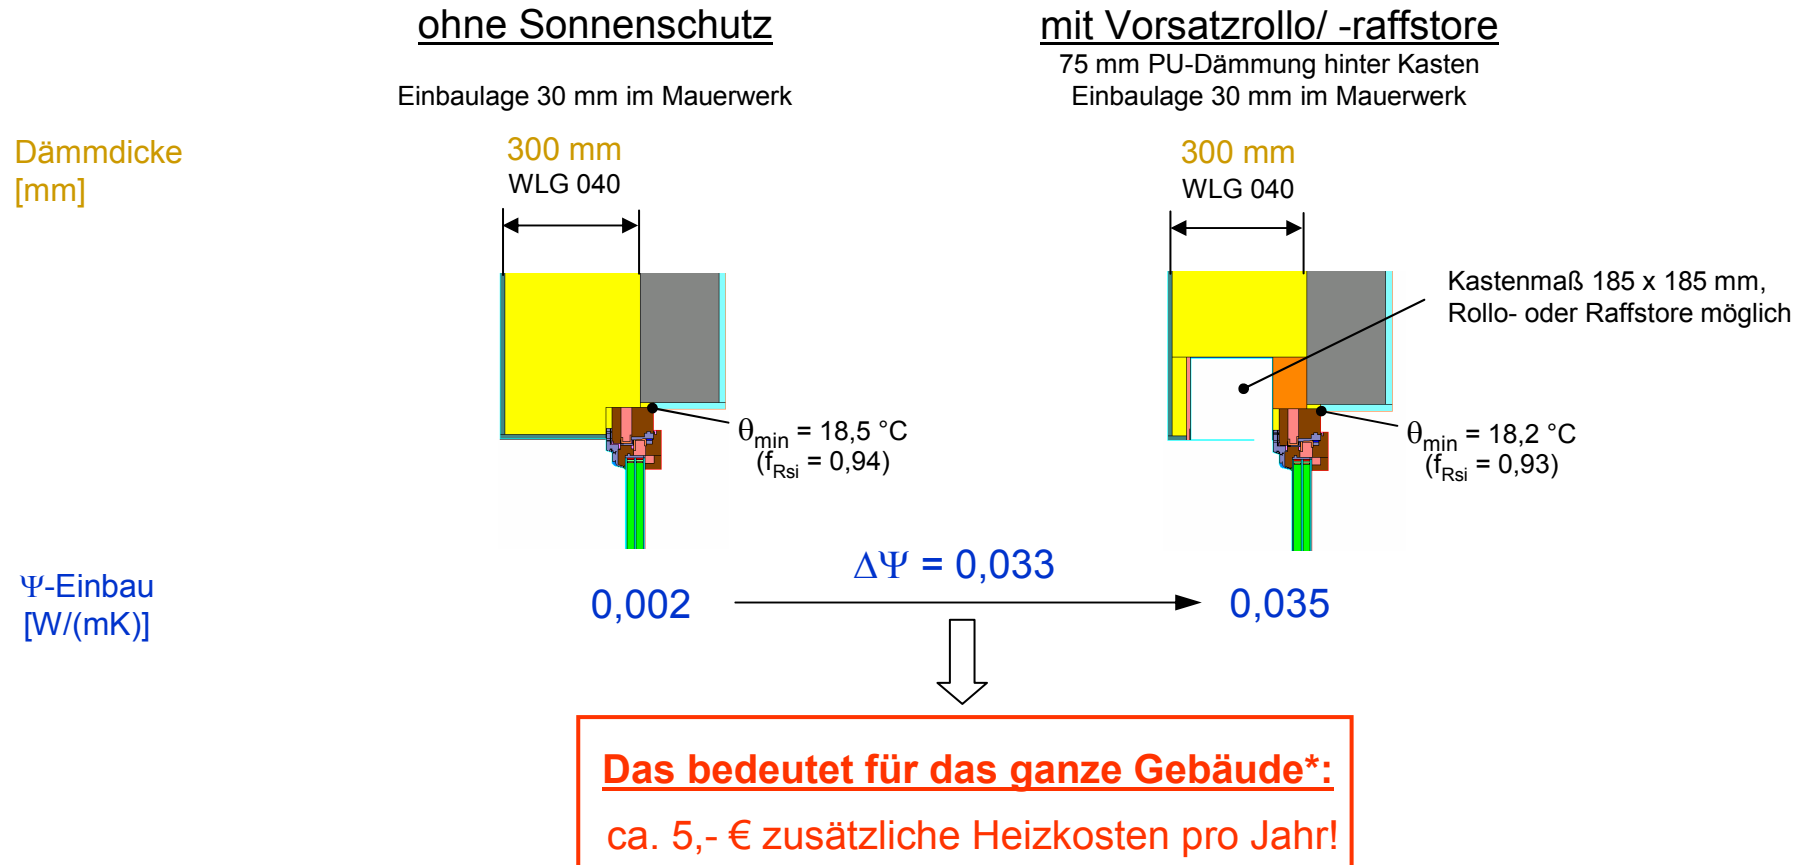 ohne Sonnenschutz
Einbaulage 30 mm im Mauerwerk
mit Vorsatzrollo/ -raffstore
75 mm PU-Dämmung hinter Kasten
Einbaulage 30 mm im Mauerwerk
Dämmdicke
[mm]
300 mm
WLG 040
300 mm
WLG 040
Kastenmaß 185 x 185 mm,
Rollo- oder Raffstore möglich
θmin = 18,5 °C
(fRsi = 0,94)
θmin = 18,2 °C
(fRsi = 0,93)
Ψ-Einbau
[W/(mK)]
0,002
ΔΨ = 0,033
0,035
Das bedeutet für das ganze Gebäude*:
ca. 5,- € zusätzliche Heizkosten pro Jahr!